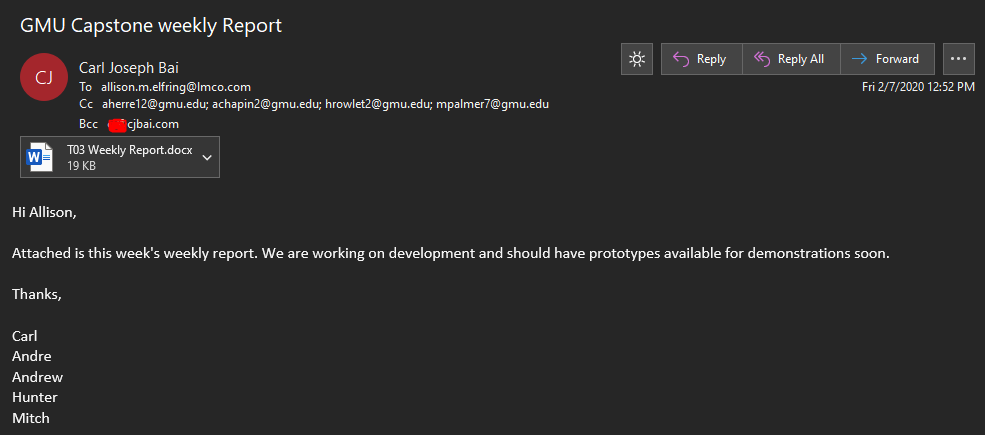 GMU Capstone weekly Report
CJ
Carl Joseph Bai
To allison.m.elfring@lmco.com
Cc aherre12@gmu.edu; achapin2@gmu.edu; hrowlet2@gmu.edu; mpalmer7@gmu.edu
Bcc cjbai.com
Reply
Reply All
Forward
Fri 2/7/2020 12:52 PM
T03 Weekly Report.docx
19 KB
Hi Allison,
Attached is this week's weekly report. We are working on development and should have prototypes available for demonstrations soon.
Thanks,
Carl
Andre
Andrew
Hunter
Mitch